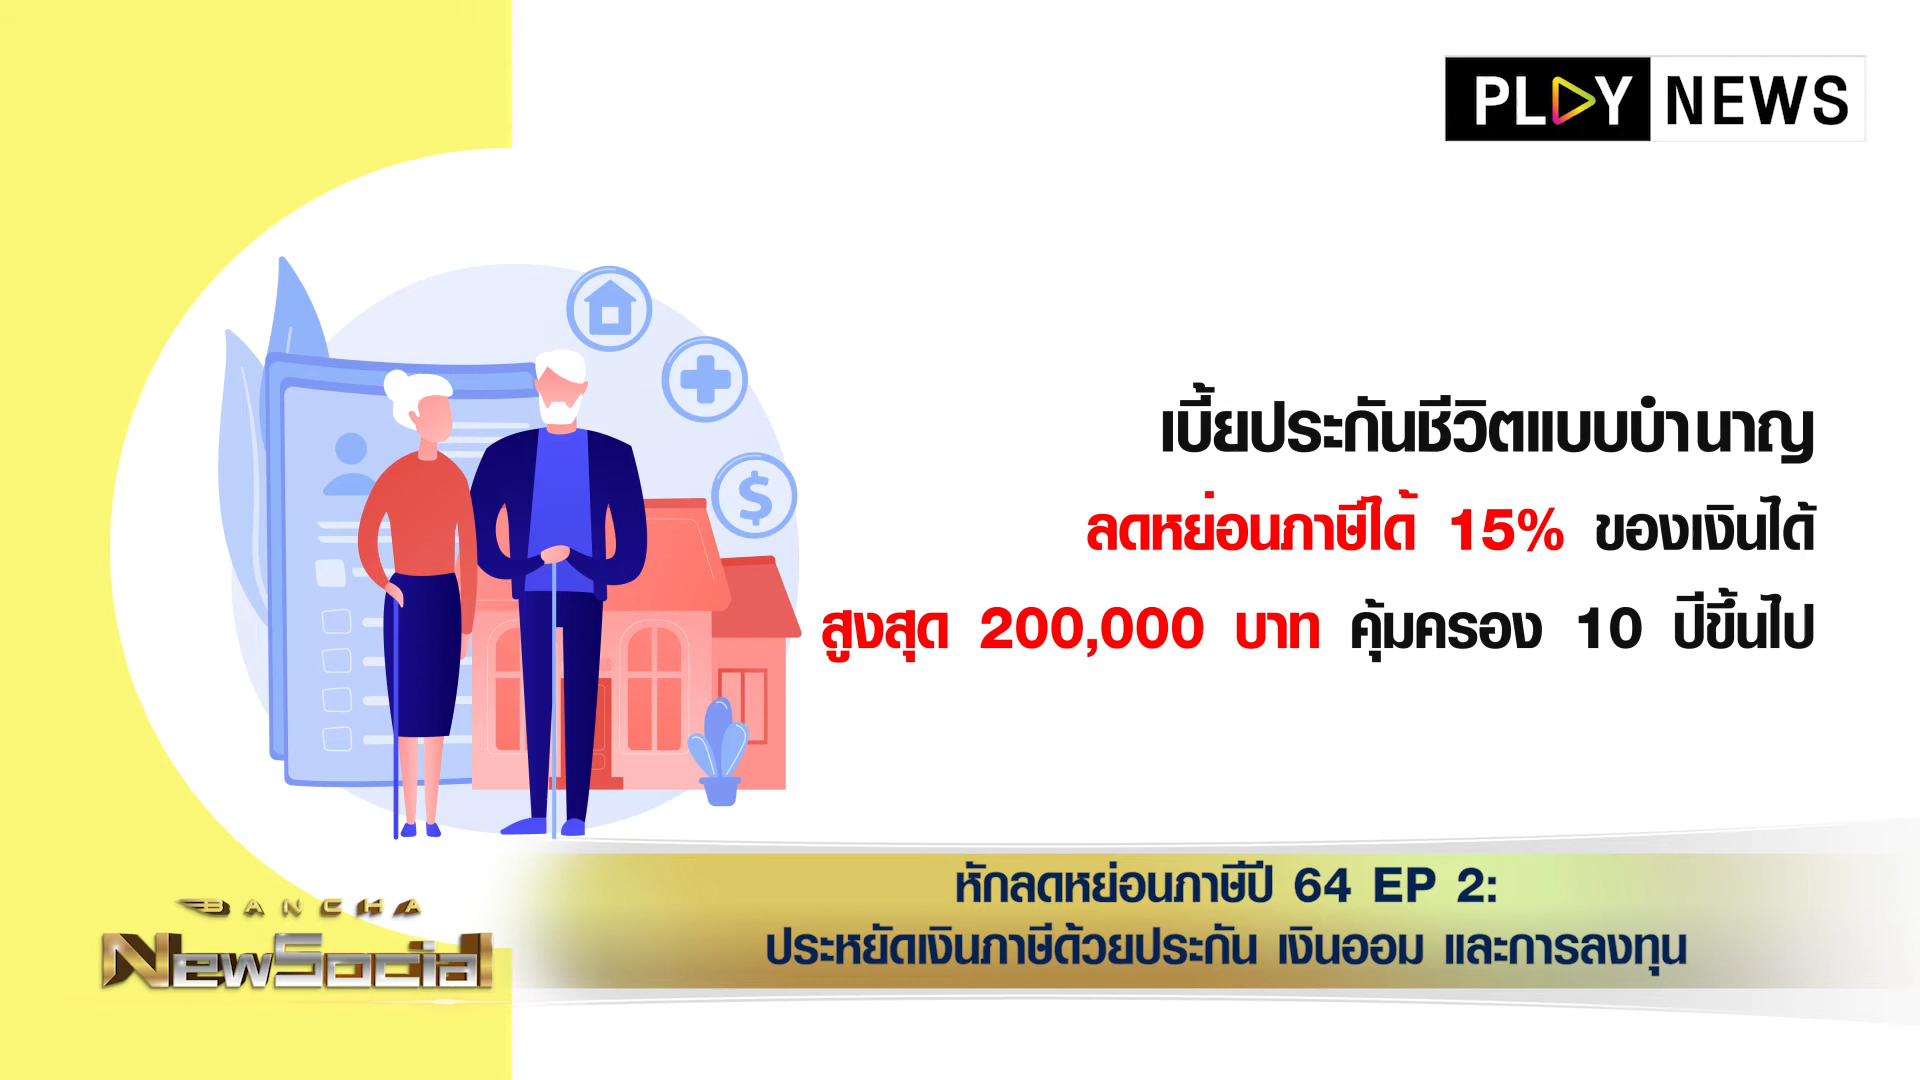 PLAY NEWS
เบี้ยประกันชีวิตแบบบำนาญ
ลดหย่อนภาษีได้ 15% ของเงินได้
สูงสุด 200,000 บาท คุ้มครอง 10 ปีขึ้นไป
หักลดหย่อนภาษีปี 64 EP 2:
ประหยัดเงินภาษีด้วยประกัน เงินออม และการลงทุน
BANCHA
NewSocial
$